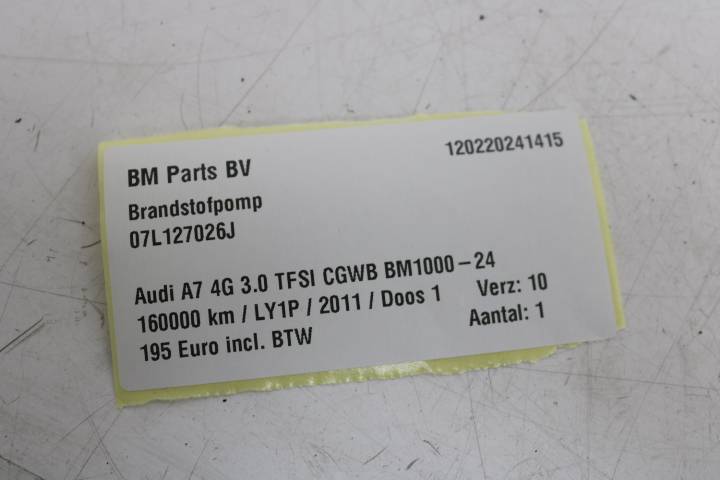 BM Parts BV 120220241415
Brandstofpomp
07L127026J
Audi A7 4G 3.0 TFSI CGWB BM1000-24
160000 km / LY1P / 2011 / Doos 1 Verz: 10
195 Euro incl. BTW Aantal: 1